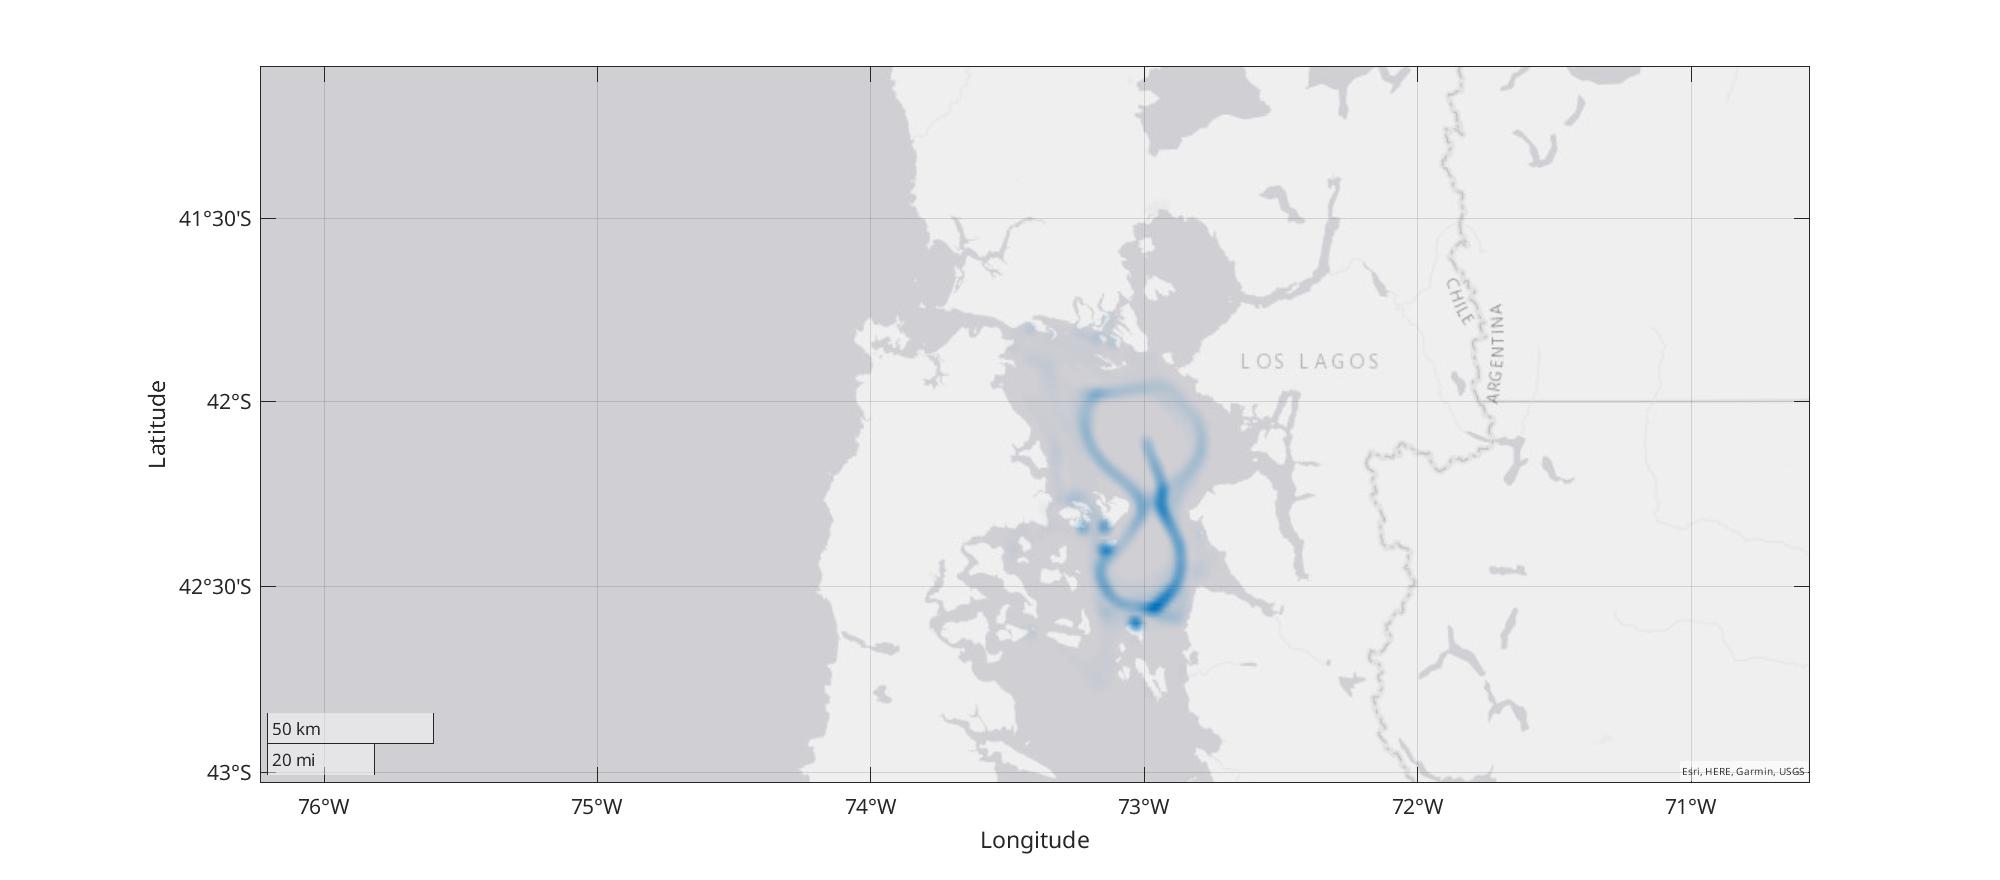 41°30'S
CHILE
ARGENTINA
LOS LAGOS
42°S
Latitude
42°30'S
50 km
20 mi
43°S
Esri, HERE, Garmin, USGS
76°W 75°W 74°W 73°W 72°W 71°W
Longitude